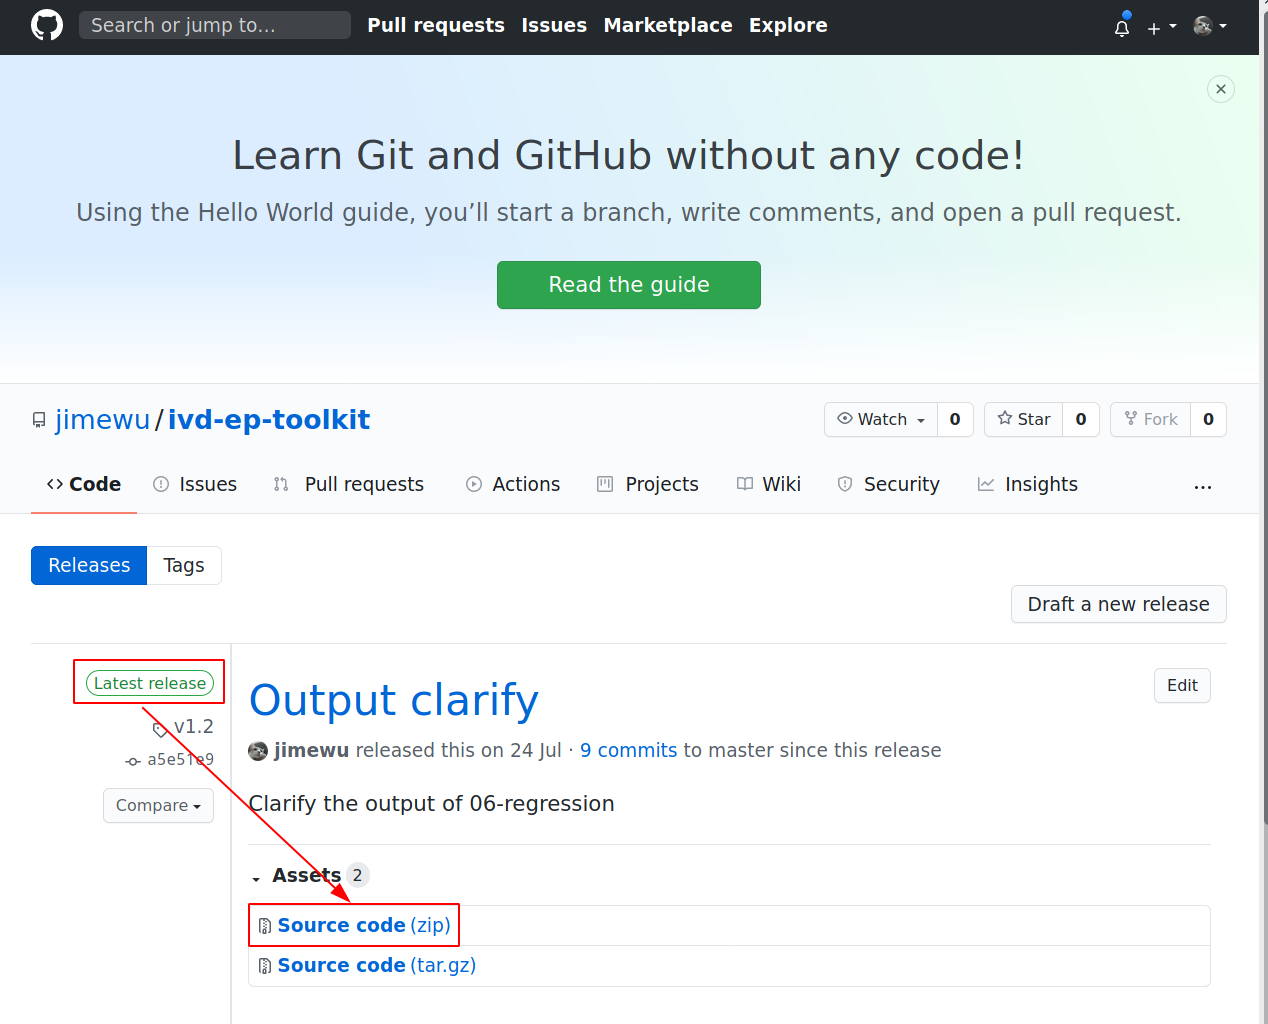 Search or jump to... Pull requests Issues Marketplace Explore
Learn Git and GitHub without any code!
Using the Hello World guide, you’ll start a branch, write comments, and open a pull request.
Read the guide
jimewu / ivd-ep-toolkit Watch 0 Star 0 Fork 0
Code Issues Pull requests Actions Projects Wiki Security Insights ...
Releases Tags
Draft a new release
Latest release
v1.2
a5e51e9
Compare
Output clarify Edit
jimewu released this on 24 Jul · 9 commits to master since this release
Clarify the output of 06-regression
Assets 2
Source code (zip)
Source code (tar.gz)